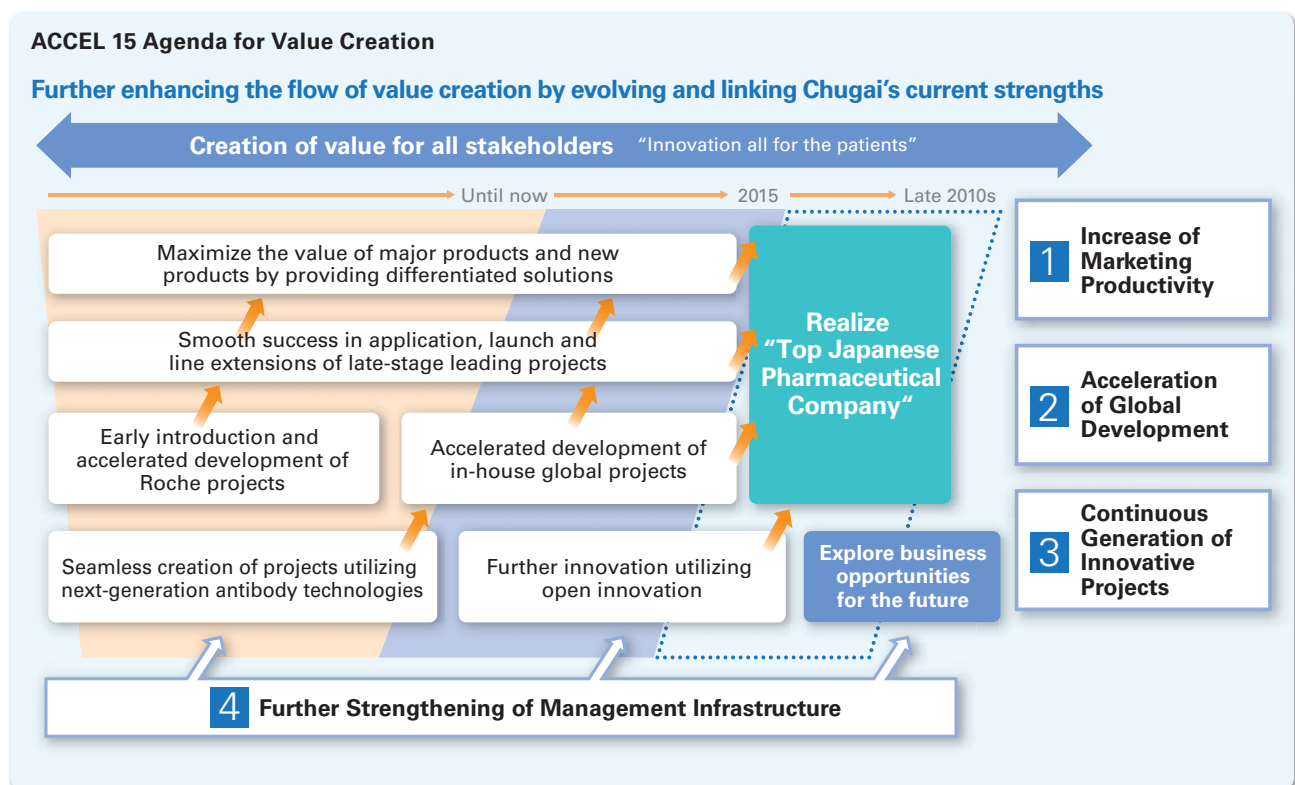 ACCEL 15 Agenda for Value Creation
Further enhancing the flow of value creation by evolving and linking Chugai's current strengths
Creation of value for all stakeholders "Innovation all for the patients"
Until now
2015
Late 2010s
Maximize the value of major products and new
products by providing differentiated solutions
Smooth success in application, launch and
line extensions of late-stage leading projects
Early introduction and
accelerated development of
Roche projects
Accelerated development of
in-house global projects
Realize
“Top Japanese
Pharmaceutical
Company“
Seamless creation of projects utilizing
next-generation antibody technologies
Further innovation utilizing
open innovation
Explore business
opportunities
for the future
1
Increase of
Marketing
Productivity
2
Acceleration
of Global
Development
3
Continuous
Generation of
Innovative
Projects
4 Further Strengthening of Management Infrastructure